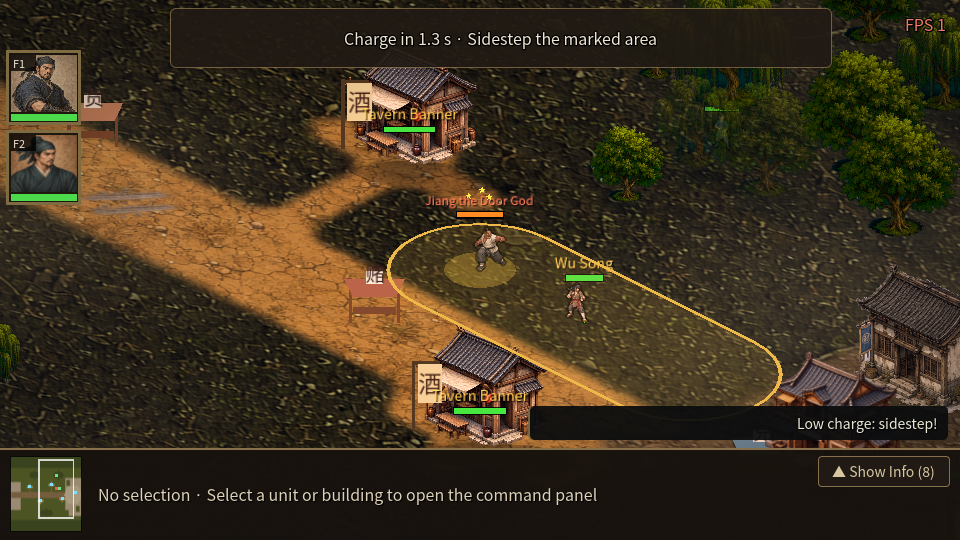 Charge in 1.3 s · Sidestep the marked area
FPS 1
F1
F2
酒
Tavern Banner
Jiang the Door God
Wu Song
酒
Tavern Banner
Low charge: sidestep!
▲ Show Info (8)
No selection · Select a unit or building to open the command panel